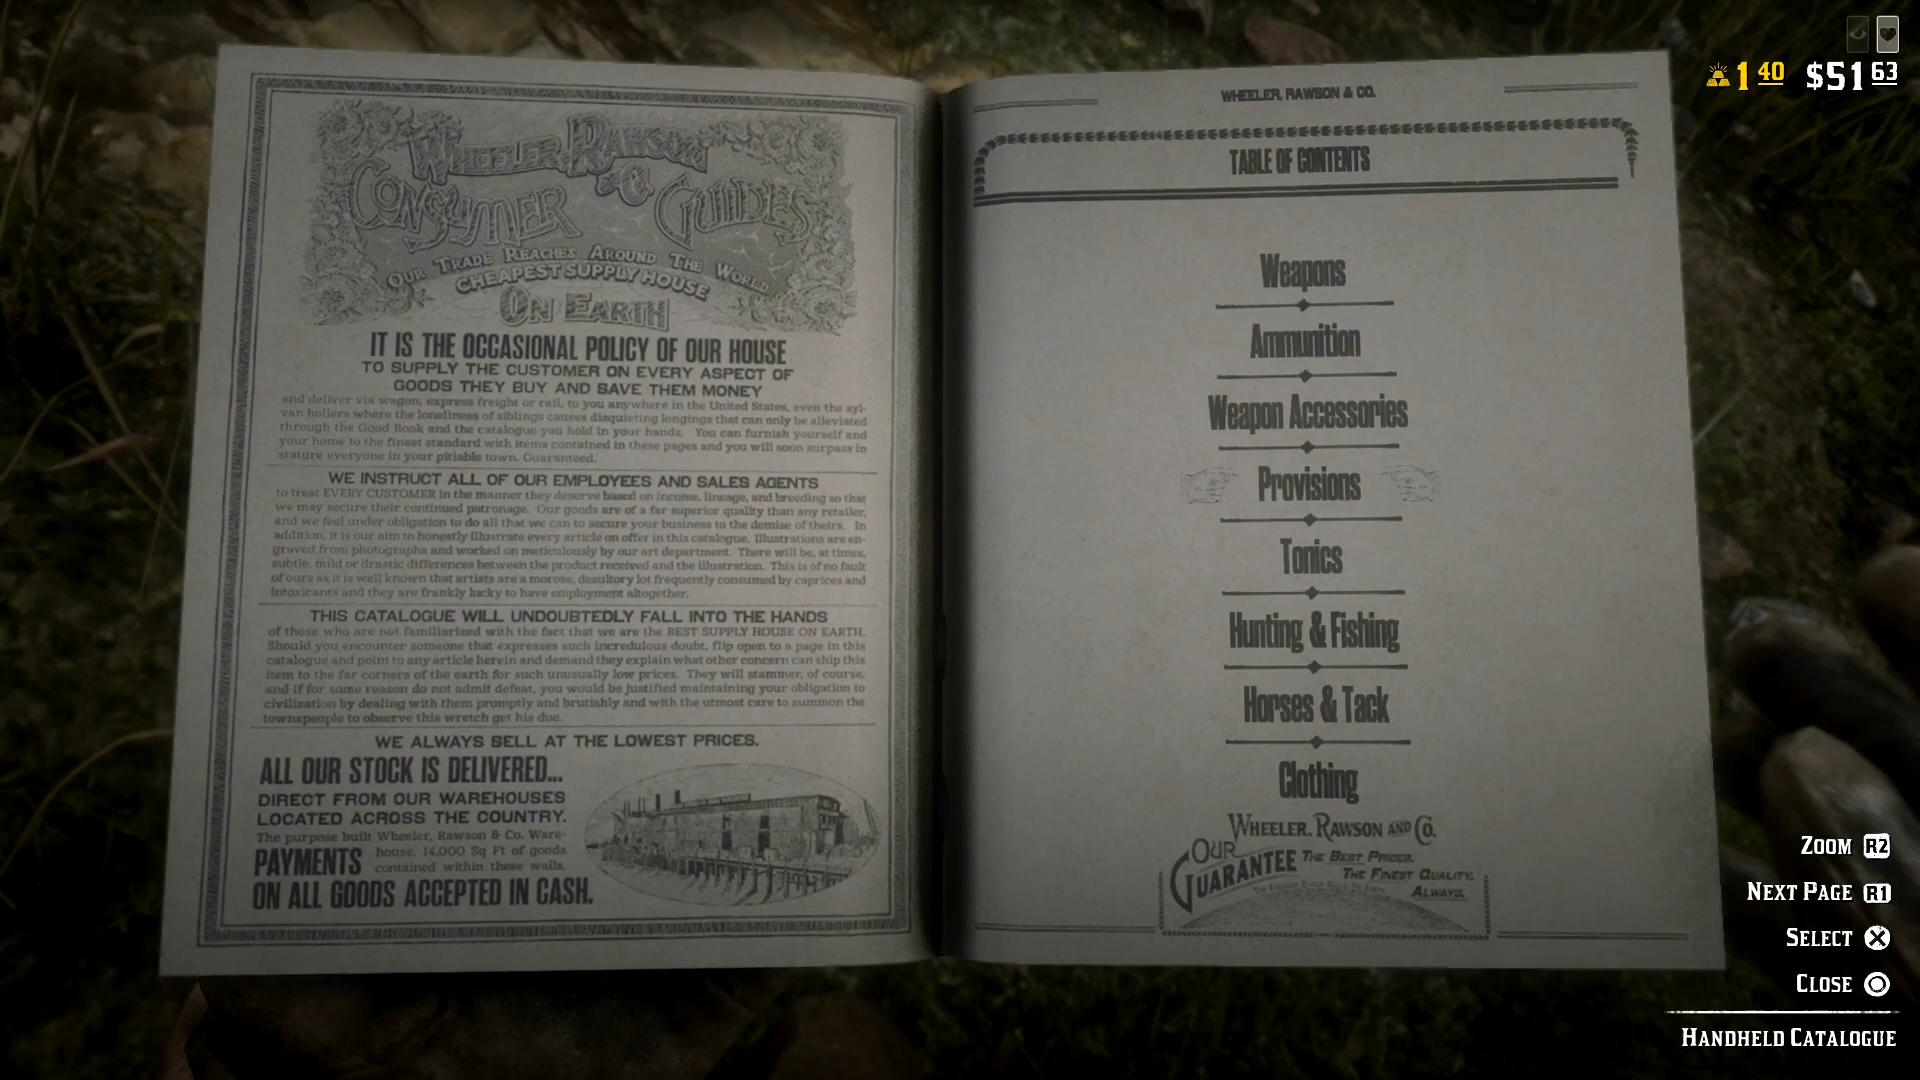 WHEELER, RAWSON
& CO.
CONSUMER GUIDES
OUR TRADE REACHES AROUND THE WORLD
CHEAPEST SUPPLY HOUSE
ON EARTH
IT IS THE OCCASIONAL POLICY OF OUR HOUSE
TO SUPPLY THE CUSTOMER ON EVERY ASPECT OF
GOODS THEY BUY AND SAVE THEM MONEY
and deliver via wagon, express freight or rail, to you anywhere in the United States, even the syl-
van hollers where the loneliness of siblings causes disquieting longings that can only be alleviated
through the Good Book and the catalogue you hold in your hands. You can furnish yourself and
your home to the finest standard with items contained in these pages and you will soon surpass in
stature everyone in your pitiable town. Guaranteed.
WE INSTRUCT ALL OF OUR EMPLOYEES AND SALES AGENTS
to treat EVERY CUSTOMER in the manner they deserve based on income, lineage, and breeding so that
we may secure their continued patronage. Our goods are of a far superior quality than any retailer,
and we feel under obligation to do all that we can to secure your business to the demise of theirs. In
addition, it is our aim to honestly illustrate every article on offer in this catalogue. Illustrations are en-
graved from photographs and worked on meticulously by our art department. There will be, at times,
subtle, mild or drastic differences between the product received and the illustration. This is of no fault
of ours as it is well known that artists are a morose, desultory lot frequently consumed by caprices and
intoxicants and they are frankly lucky to have employment altogether.
THIS CATALOGUE WILL UNDOUBTEDLY FALL INTO THE HANDS
of those who are not familiarized with the fact that we are the BEST SUPPLY HOUSE ON EARTH.
Should you encounter someone that expresses such incredulous doubt, flip open to a page in this
catalogue and point to any article herein and demand they explain what other concern can ship this
item to the far corners of the earth for such unusually low prices. They will stammer, of course,
and if for some reason do not admit defeat, you would be justified maintaining your obligation to
civilization by dealing with them promptly and brutishly and with the utmost care to summon the
townspeople to observe this wretch get his due.
WE ALWAYS SELL AT THE LOWEST PRICES.
ALL OUR STOCK IS DELIVERED...
DIRECT FROM OUR WAREHOUSES
LOCATED ACROSS THE COUNTRY.
The purpose built Wheeler, Rawson & Co. Ware-
house. 14,000 Sq Ft of goods
contained within these walls.
PAYMENTS
ON ALL GOODS ACCEPTED IN CASH.
WHEELER, RAWSON & CO.
TABLE OF CONTENTS
Weapons
Ammunition
Weapon Accessories
Provisions
Tonics
Hunting & Fishing
Horses & Tack
Clothing
WHEELER, RAWSON AND CO.
OUR
GUARANTEE
THE BEST PRICES.
THE FINEST QUALITY.
ALWAYS.
1 40 $51 63
ZOOM R2
NEXT PAGE R1
SELECT
CLOSE
HANDHELD CATALOGUE